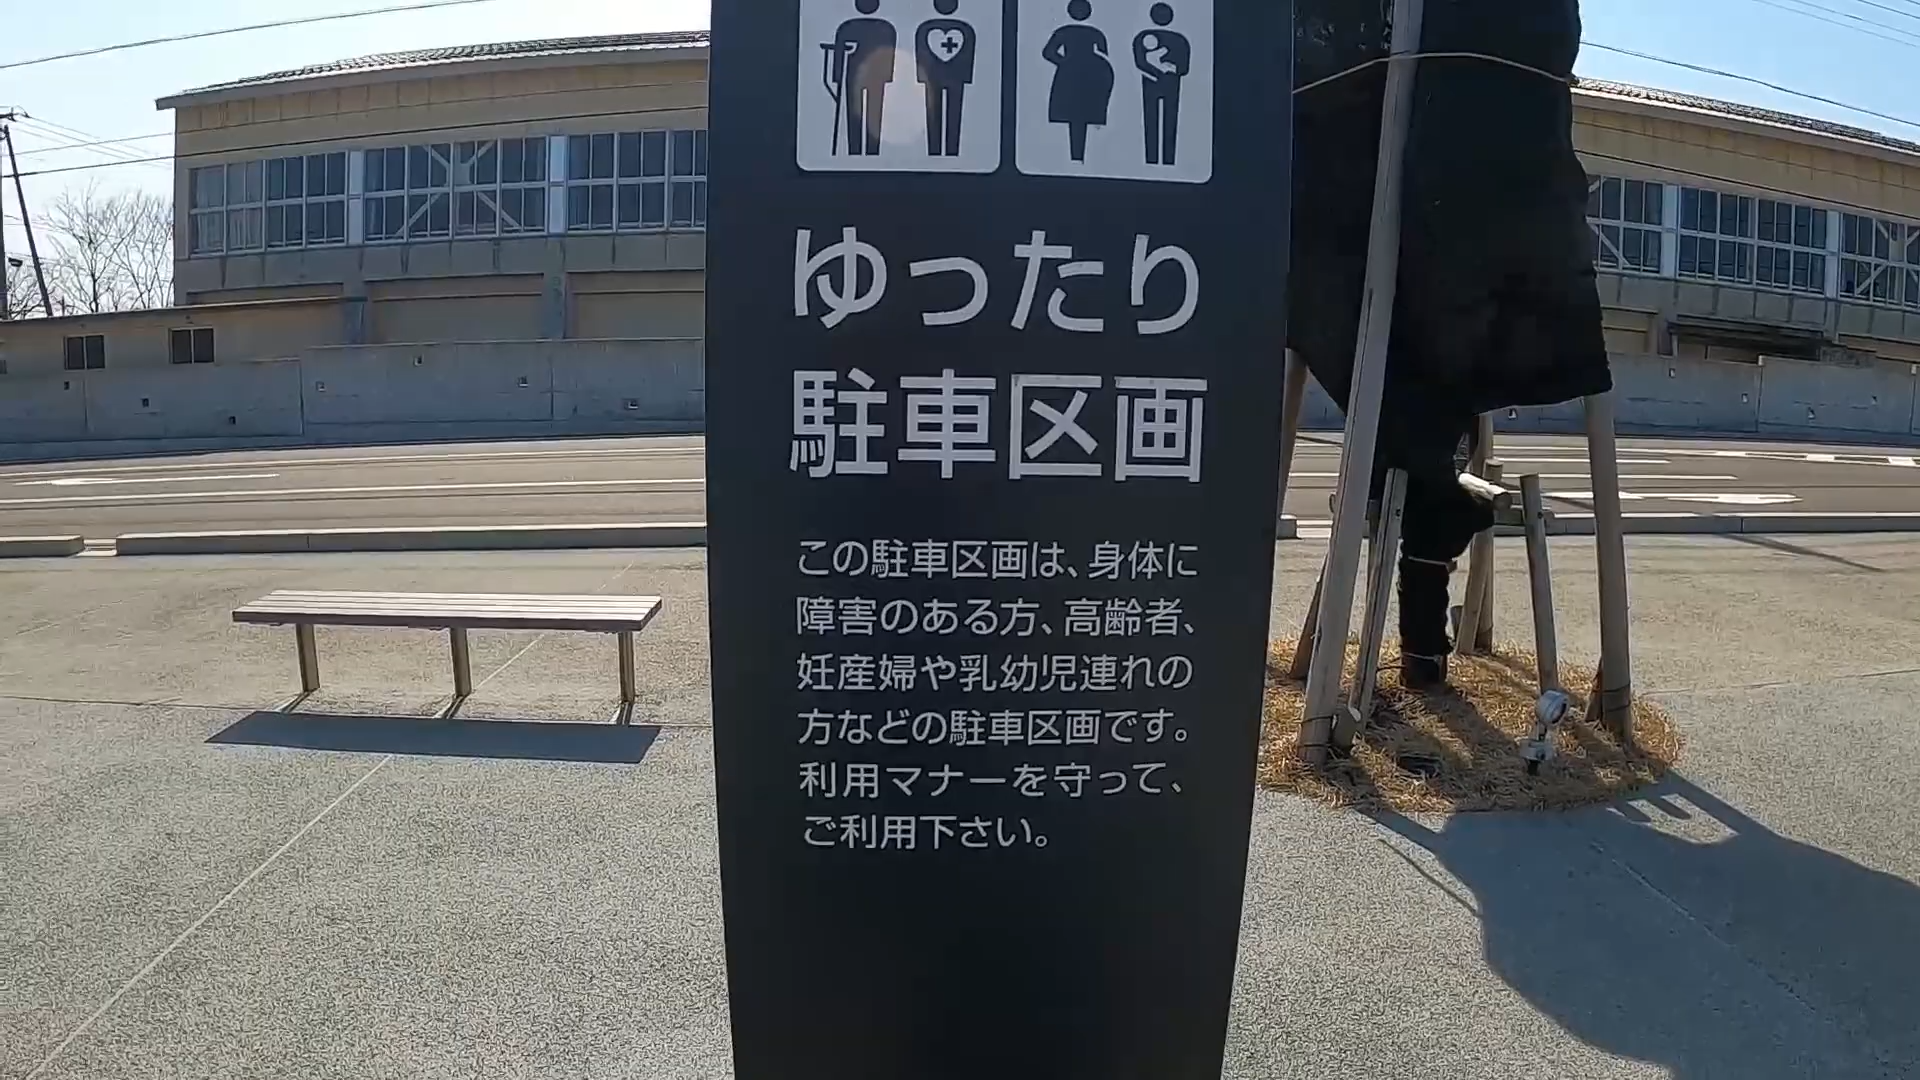 ゆったり
駐車区画
この駐車区画は、身体に
障害のある方、高齢者、
妊産婦や乳幼児連れの
方などの駐車区画です。
利用マナーを守って、
ご利用下さい。